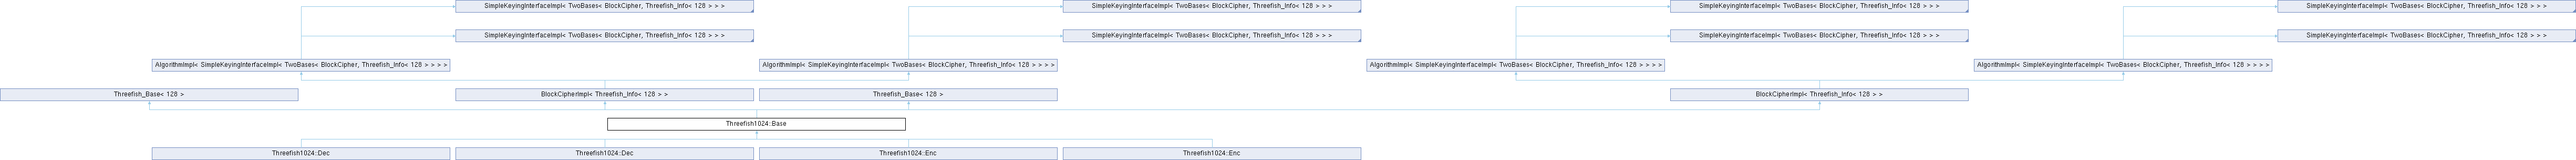 SimpleKeyingInterfaceImpl< TwoBases< BlockCipher, Threefish_Info< 128 > > >
SimpleKeyingInterfaceImpl< TwoBases< BlockCipher, Threefish_Info< 128 > > >
SimpleKeyingInterfaceImpl< TwoBases< BlockCipher, Threefish_Info< 128 > > >
SimpleKeyingInterfaceImpl< TwoBases< BlockCipher, Threefish_Info< 128 > > >
SimpleKeyingInterfaceImpl< TwoBases< BlockCipher, Threefish_Info< 128 > > >
SimpleKeyingInterfaceImpl< TwoBases< BlockCipher, Threefish_Info< 128 > > >
SimpleKeyingInterfaceImpl< TwoBases< BlockCipher, Threefish_Info< 128 > > >
SimpleKeyingInterfaceImpl< TwoBases< BlockCipher, Threefish_Info< 128 > > >
AlgorithmImpl< SimpleKeyingInterfaceImpl< TwoBases< BlockCipher, Threefish_Info< 128 > > > >
AlgorithmImpl< SimpleKeyingInterfaceImpl< TwoBases< BlockCipher, Threefish_Info< 128 > > > >
AlgorithmImpl< SimpleKeyingInterfaceImpl< TwoBases< BlockCipher, Threefish_Info< 128 > > > >
AlgorithmImpl< SimpleKeyingInterfaceImpl< TwoBases< BlockCipher, Threefish_Info< 128 > > > >
Threefish_Base< 128 >
BlockCipherImpl< Threefish_Info< 128 > >
Threefish_Base< 128 >
BlockCipherImpl< Threefish_Info< 128 > >
Threefish1024::Base
Threefish1024::Dec
Threefish1024::Dec
Threefish1024::Enc
Threefish1024::Enc